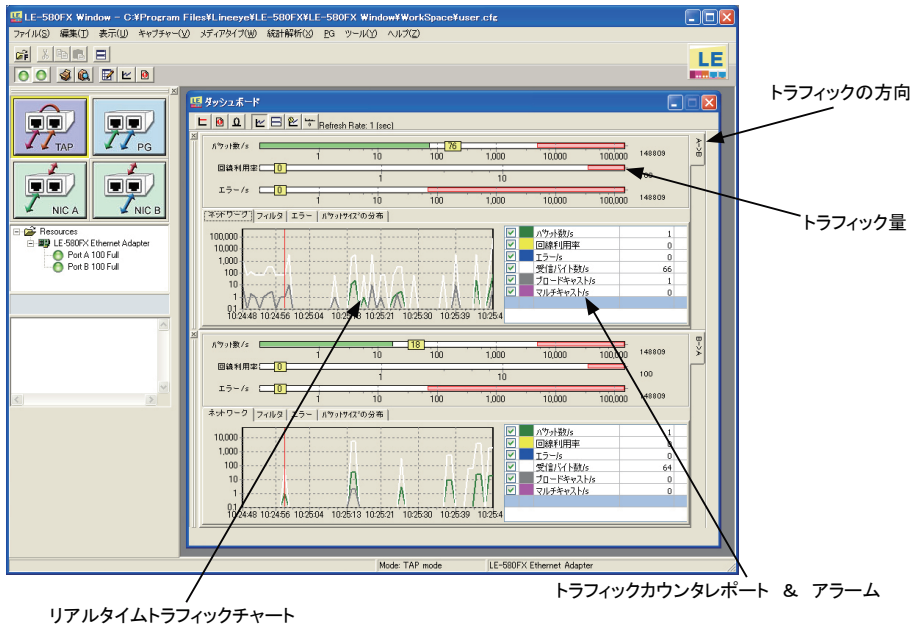 LE-580FX Window - C:¥Program Files¥Lineeye¥LE-580FX¥LE-580FX Window¥WorkSpace¥user.cfg
ファイル(S) 編集(T) 表示(U) キャプチャー(V) メディアタイプ(W) 統計解析(X) PG ツール(Y) ヘルプ(Z)
LE
TAP
PG
NIC A
NIC B
Resources
LE-580FX Ethernet Adapter
Port A 100 Full
Port B 100 Full
ダッシュボード
Refresh Rate: 1 (sec)
A->B
パケット数/s 76 148809
1 10 100 1,000 10,000 100,000
回線利用率 0 100
1 10
エラー/s 0 148809
1 10 100 1,000 10,000 100,000
ネットワーク フィルタ エラー パケットサイズの分布
100,000
10,000
1,000
100
10
1
0.1
10:24:48 10:24:56 10:25:04 10:25:13 10:25:21 10:25:30 10:25:39 10:25:4
パケット数/s 1
回線利用率 0
エラー/s 0
受信バイト数/s 66
ブロードキャスト/s 1
マルチキャスト/s 0
B->A
パケット数/s 18 148809
1 10 100 1,000 10,000 100,000
回線利用率 0 100
1 10
エラー/s 0 148809
1 10 100 1,000 10,000 100,000
ネットワーク フィルタ エラー パケットサイズの分布
10,000
1,000
100
10
1
0.1
10:24:48 10:24:56 10:25:04 10:25:13 10:25:21 10:25:30 10:25:39 10:25:4
パケット数/s 1
回線利用率 0
エラー/s 0
受信バイト数/s 64
ブロードキャスト/s 0
マルチキャスト/s 0
Mode: TAP mode
LE-580FX Ethernet Adapter
トラフィックの方向
トラフィック量
トラフィックカウンタレポート & アラーム
リアルタイムトラフィックチャート